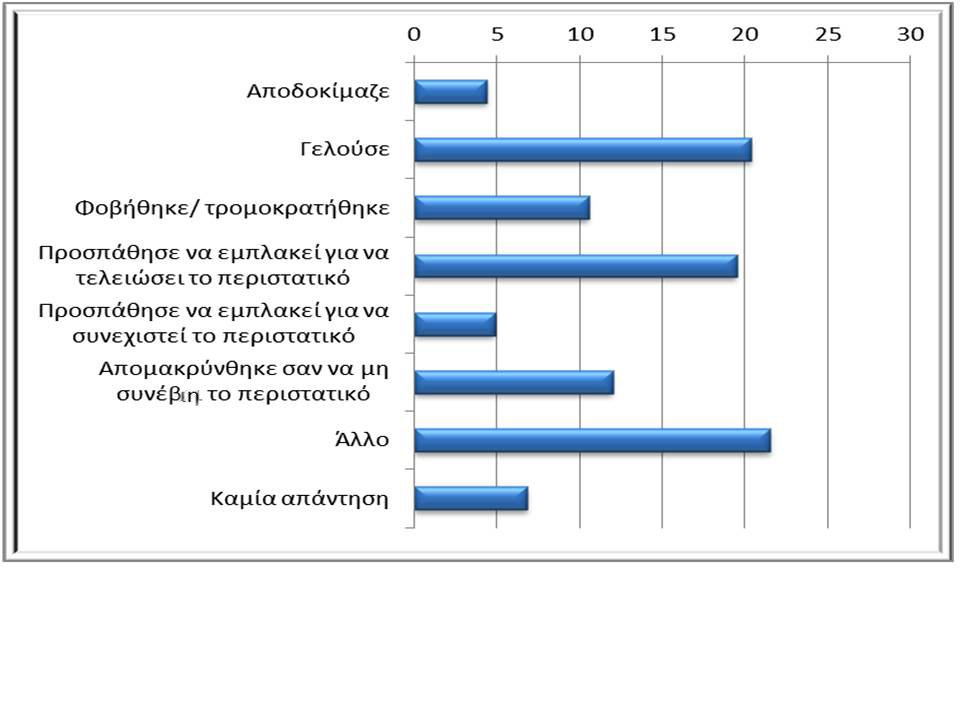 0 5 10 15 20 25 30
Αποδοκίμαζε
Γελούσε
Φοβήθηκε/ τρομοκρατήθηκε
Προσπάθησε να εμπλακεί για να
τελειώσει το περιστατικό
Προσπάθησε να εμπλακεί για να
συνεχιστεί το περιστατικό
Απομακρύνθηκε σαν να μη
το περιστατικό
Άλλο
Καμία απάντηση